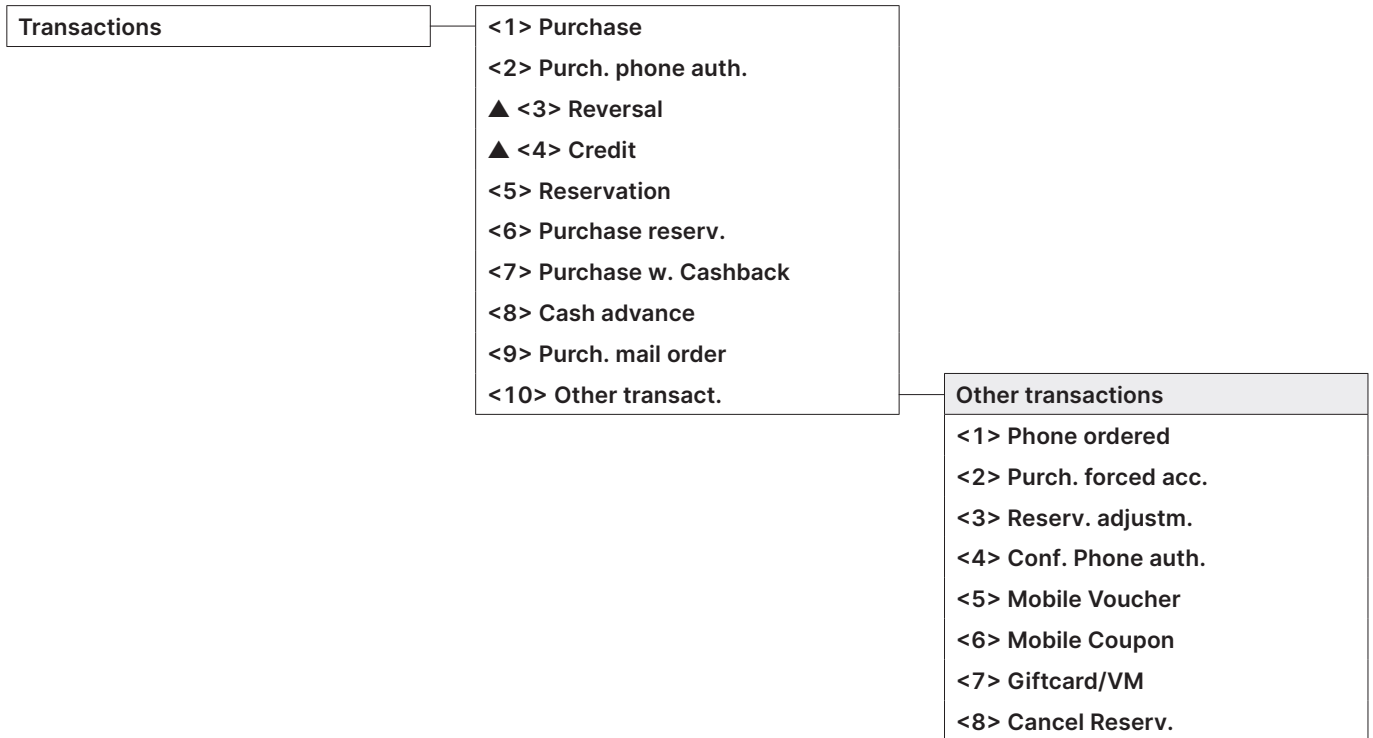 Transactions
<1> Purchase
<2> Purch. phone auth.
▲ <3> Reversal
▲ <4> Credit
<5> Reservation
<6> Purchase reserv.
<7> Purchase w. Cashback
<8> Cash advance
<9> Purch. mail order
<10> Other transact.
Other transactions
<1> Phone ordered
<2> Purch. forced acc.
<3> Reserv. adjustm.
<4> Conf. Phone auth.
<5> Mobile Voucher
<6> Mobile Coupon
<7> Giftcard/VM
<8> Cancel Reserv.